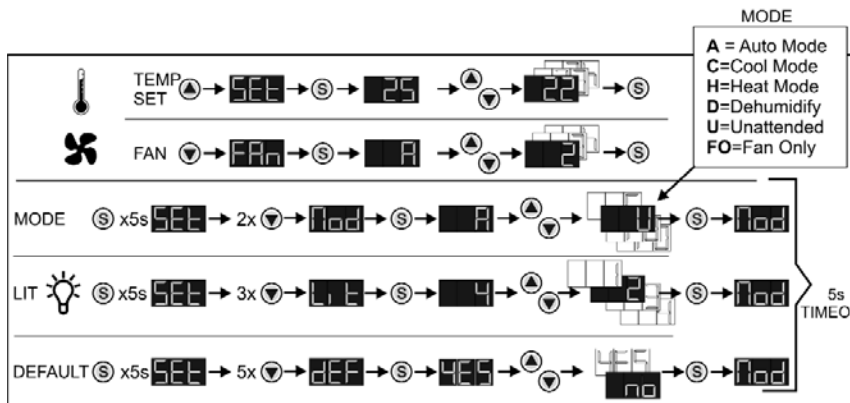 MODE
A = Auto Mode
C=Cool Mode
H=Heat Mode
D=Dehumidify
U=Unattended
FO=Fan Only
TEMP SET SEt S 25 22 S
FAN FAn S A 2 S
MODE S x5s SEt 2x Mod S A U S Mod
LIT S x5s SEt 3x Lit S 4 2 S Mod
5s
TIMEO
DEFAULT S x5s SEt 5x dEF S YES YES no S Mod